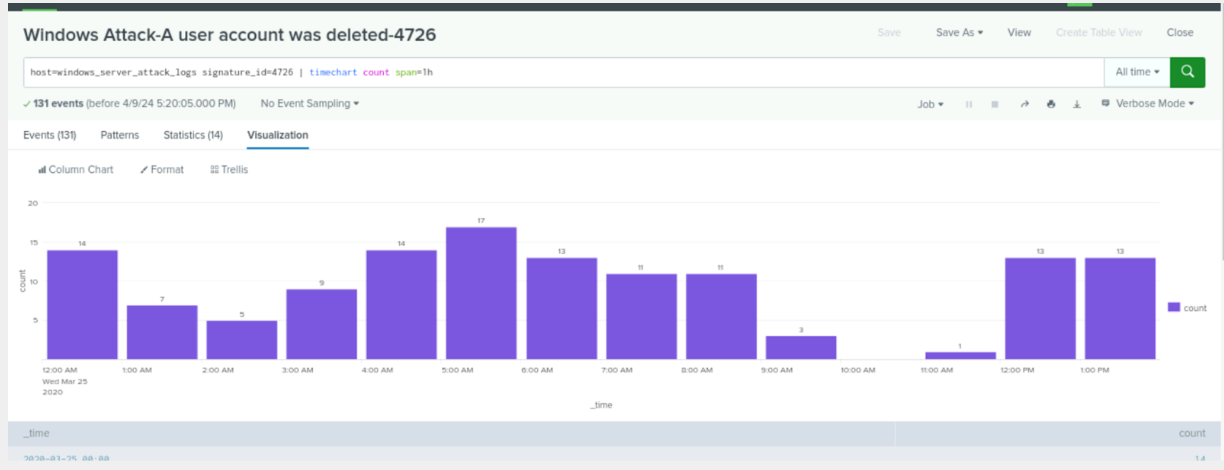 Windows Attack-A user account was deleted-4726
Save Save As View Create Table View Close
host=windows_server_attack_logs signature_id=4726 | timechart count span=1h
All time
131 events (before 4/9/24 5:20:05.000 PM) No Event Sampling
Job Verbose Mode
Events (131) Patterns Statistics (14) Visualization
Column Chart Format Trellis
20
15
10
5
count
14 7 5 9 14 17 13 11 11 3 1 13 13
count
12:00 AM 1:00 AM 2:00 AM 3:00 AM 4:00 AM 5:00 AM 6:00 AM 7:00 AM 8:00 AM 9:00 AM 10:00 AM 11:00 AM 12:00 PM 1:00 PM
Wed Mar 25
2020
_time
_time count
2020-03-25 00:00 14